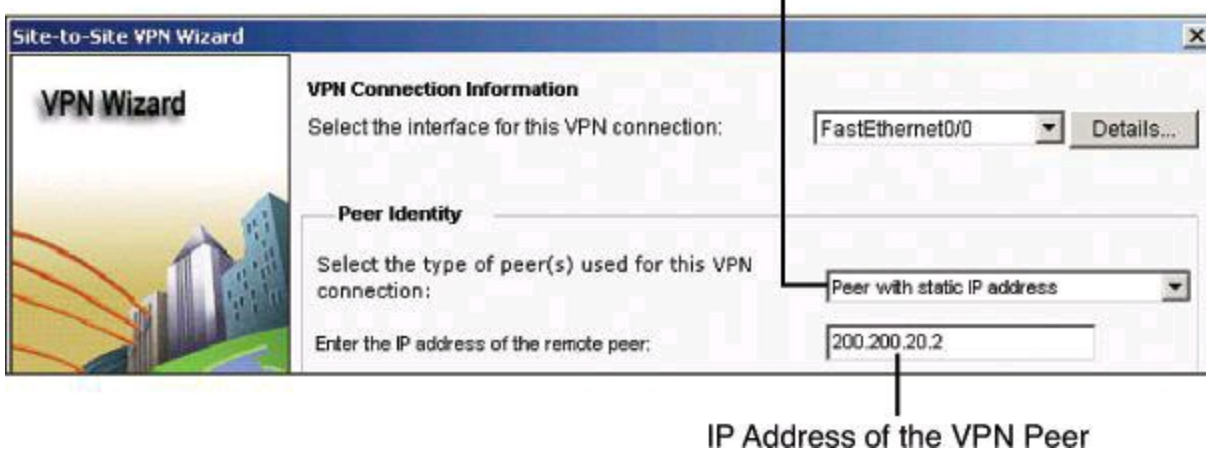 Site-to-Site VPN Wizard
VPN Wizard
VPN Connection Information
Select the interface for this VPN connection:
FastEthernet0/0
Details...
Peer Identity
Select the type of peer(s) used for this VPN
connection:
Peer with static IP address
Enter the IP address of the remote peer:
200.200.20.2
IP Address of the VPN Peer